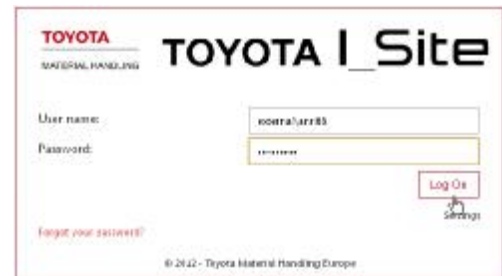 TOYOTA
MATERIAL HANDLING
TOYOTA I_Site
User name:
Password:
Log On
Settings
Forgot your password?
© 2012 - Toyota Material Handling Europe